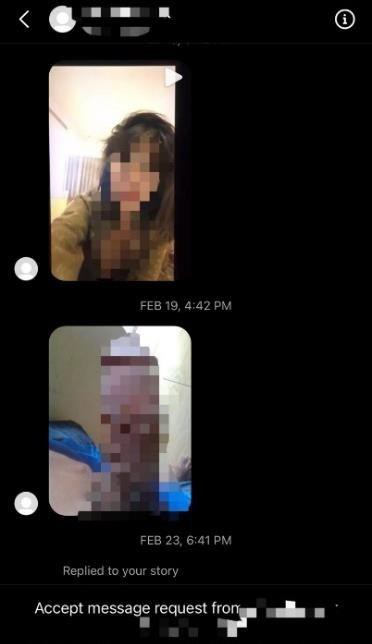 FEB 19, 4:42 PM
FEB 23, 6:41 PM
Replied to your story
Accept message request from